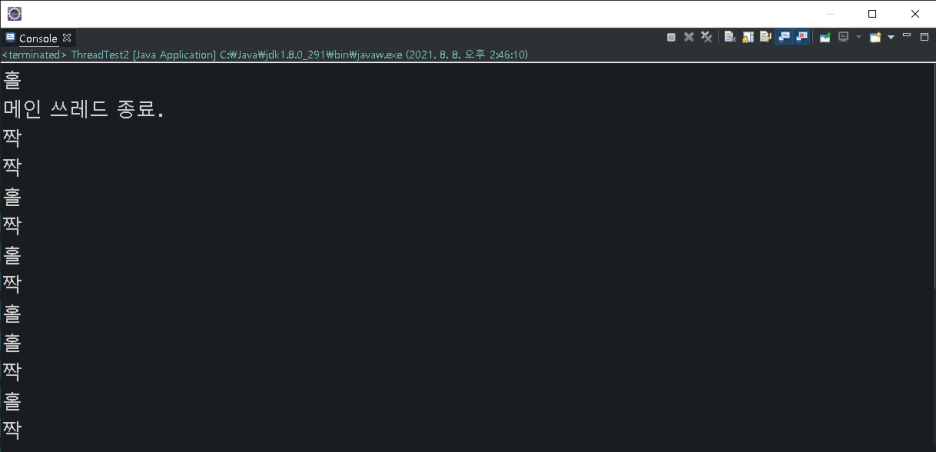 Console
<terminated> ThreadTest2 [Java Application] C:₩Java₩jdk1.8.0_291₩bin₩javaw.exe (2021. 8. 8. 오후 2:46:10)
홀
메인 쓰레드 종료.
짝
짝
홀
짝
홀
짝
홀
홀
짝
홀
짝